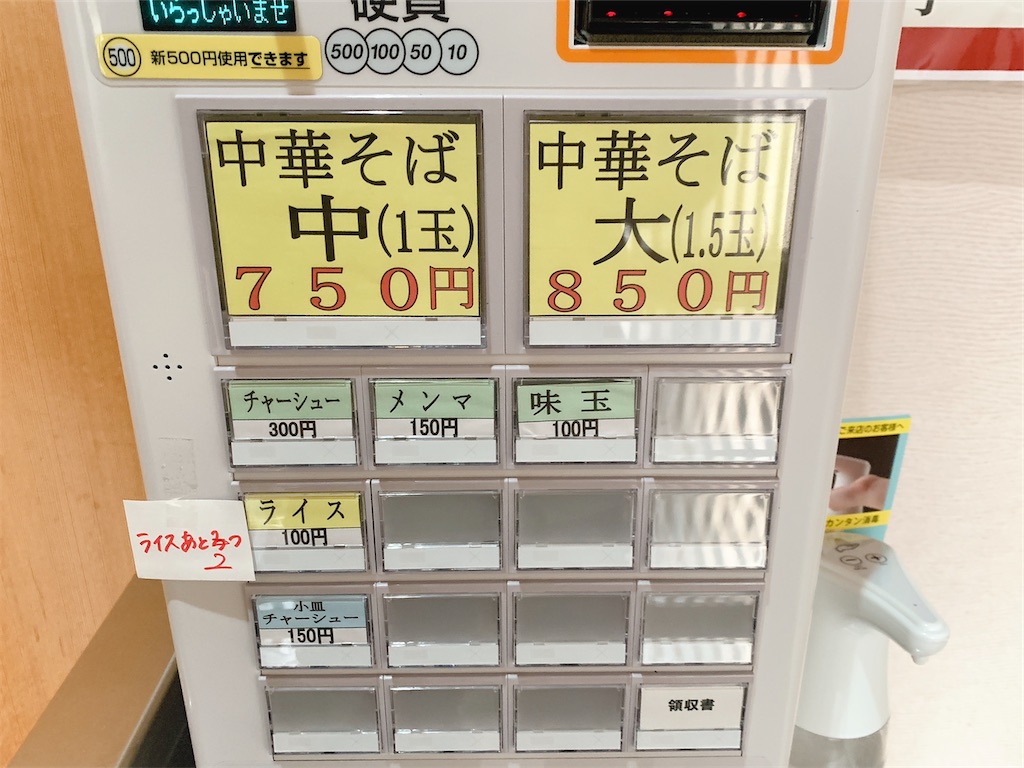 いらっしゃいませ
硬貨
500 新500円使用できます
500 100 50 10
中華そば
中(1玉)
750円
中華そば
大(1.5玉)
850円
チャーシュー
300円
メンマ
150円
味玉
100円
ご来店のお客様へ
ライス
100円
ライスあと
2
カンタン消毒
小皿
チャーシュー
150円
領収書